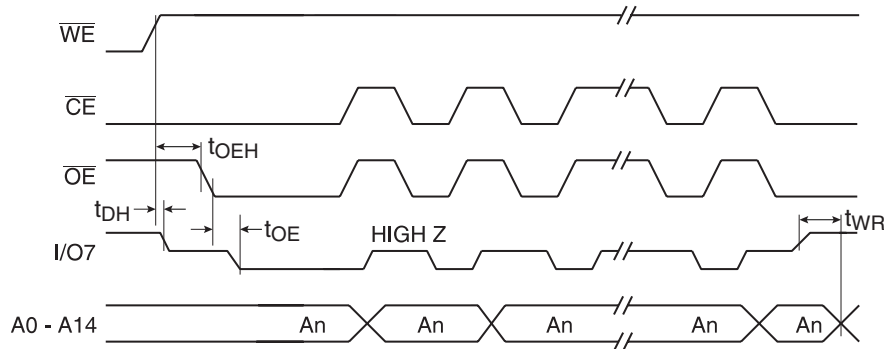 WE
CE
tOEH
OE
tDH
tOE
HIGH Z
tWR
I/O7
A0 - A14 An An An An An